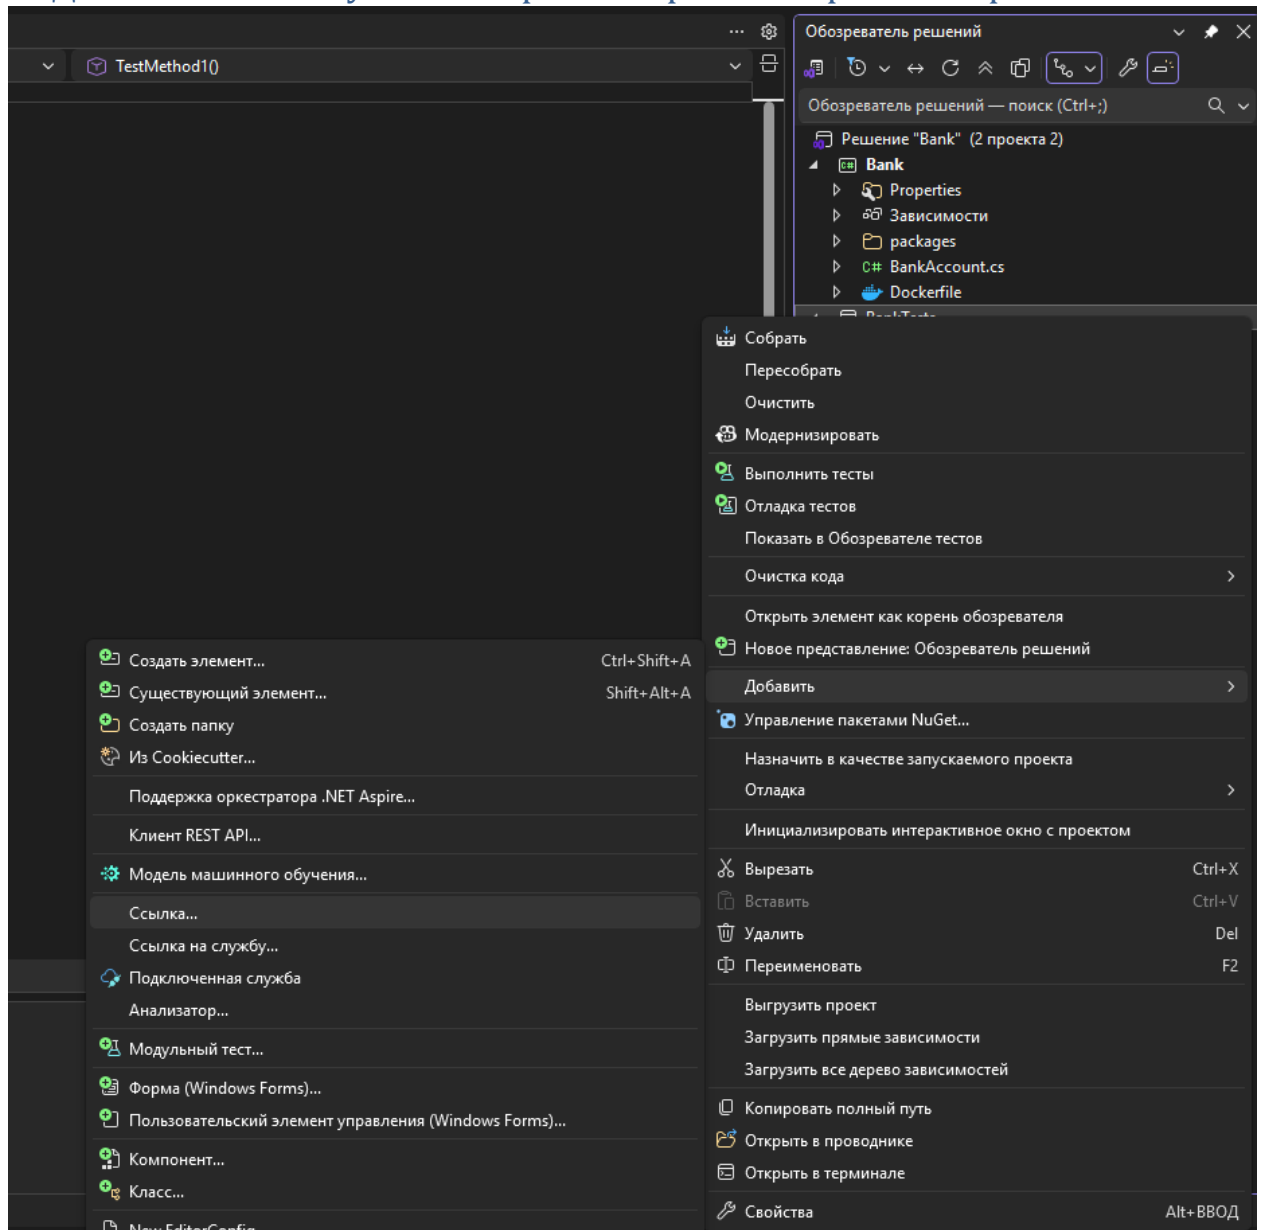 TestMethod1()
Обозреватель решений
Обозреватель решений — поиск (Ctrl+;)
Решение "Bank" (2 проекта 2)
C# Bank
Properties
Зависимости
packages
C# BankAccount.cs
Dockerfile
BankTests
Собрать
Пересобрать
Очистить
Модернизировать
Выполнить тесты
Отладка тестов
Показать в Обозревателе тестов
Очистка кода
Открыть элемент как корень обозревателя
Новое представление: Обозреватель решений
Добавить
Управление пакетами NuGet...
Назначить в качестве запускаемого проекта
Отладка
Инициализировать интерактивное окно с проектом
Вырезать Ctrl+X
Вставить Ctrl+V
Удалить Del
Переименовать F2
Выгрузить проект
Загрузить прямые зависимости
Загрузить все дерево зависимостей
Копировать полный путь
Открыть в проводнике
Открыть в терминале
Свойства Alt+ВВОД
Создать элемент... Ctrl+Shift+A
Существующий элемент... Shift+Alt+A
Создать папку
Из Cookiecutter...
Поддержка оркестратора .NET Aspire...
Клиент REST API...
Модель машинного обучения...
Ссылка...
Ссылка на службу...
Подключенная служба
Анализатор...
Модульный тест...
Форма (Windows Forms)...
Пользовательский элемент управления (Windows Forms)...
Компонент...
Класс...
New EditorConfig